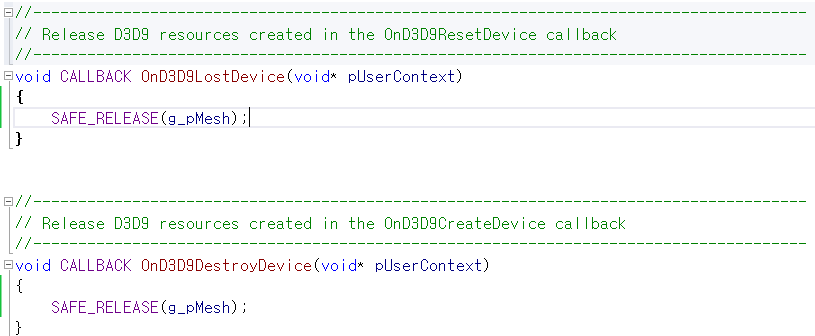 //--------------------------------------------------------------------------------------
// Release D3D9 resources created in the OnD3D9ResetDevice callback
//--------------------------------------------------------------------------------------
void CALLBACK OnD3D9LostDevice(void* pUserContext)
{
    SAFE_RELEASE(g_pMesh);
}
//--------------------------------------------------------------------------------------
// Release D3D9 resources created in the OnD3D9CreateDevice callback
//--------------------------------------------------------------------------------------
void CALLBACK OnD3D9DestroyDevice(void* pUserContext)
{
    SAFE_RELEASE(g_pMesh);
}